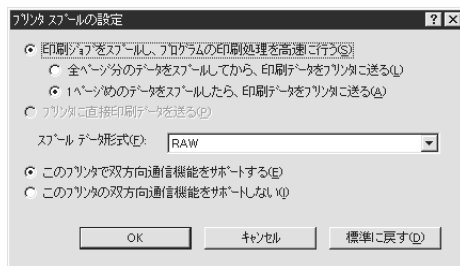 プリンタ スプールの設定
印刷ジョブをスプールし、プログラムの印刷処理を高速に行う(S)
全ページ分のデータをスプールしてから、印刷データをプリンタに送る(L)
1ページめのデータをスプールしたら、印刷データをプリンタに送る(A)
プリンタに直接印刷データを送る(P)
スプール データ形式(F): RAW
このプリンタで双方向通信機能をサポートする(E)
このプリンタの双方向通信機能をサポートしない(I)
OK キャンセル 標準に戻す(D)